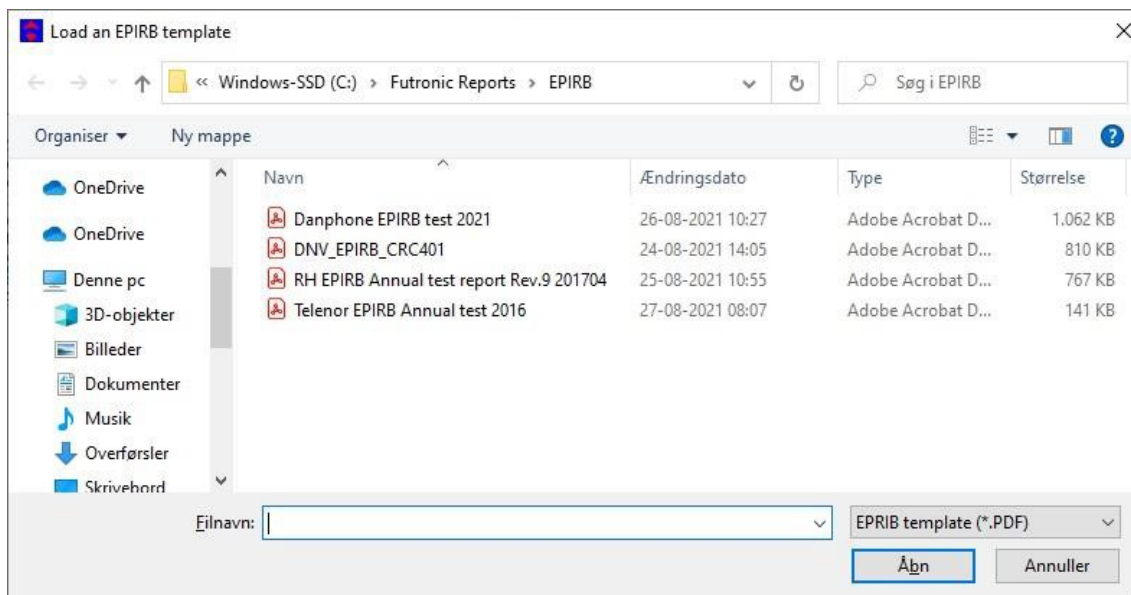 Load an EPIRB template
« Windows-SSD (C:) › Futronic Reports › EPIRB
Søg i EPIRB
Organiser
Ny mappe
?
Navn Ændringsdato Type Størrelse
Danphone EPIRB test 2021 26-08-2021 10:27 Adobe Acrobat D... 1.062 KB
DNV_EPIRB_CRC401 24-08-2021 14:05 Adobe Acrobat D... 810 KB
RH EPIRB Annual test report Rev.9 201704 25-08-2021 10:55 Adobe Acrobat D... 767 KB
Telenor EPIRB Annual test 2016 27-08-2021 08:07 Adobe Acrobat D... 141 KB
OneDrive
OneDrive
Denne pc
3D-objekter
Billeder
Dokumenter
Musik
Overførsler
Skrivebord
Filnavn:
EPRIB template (*.PDF)
Åbn
Annuller